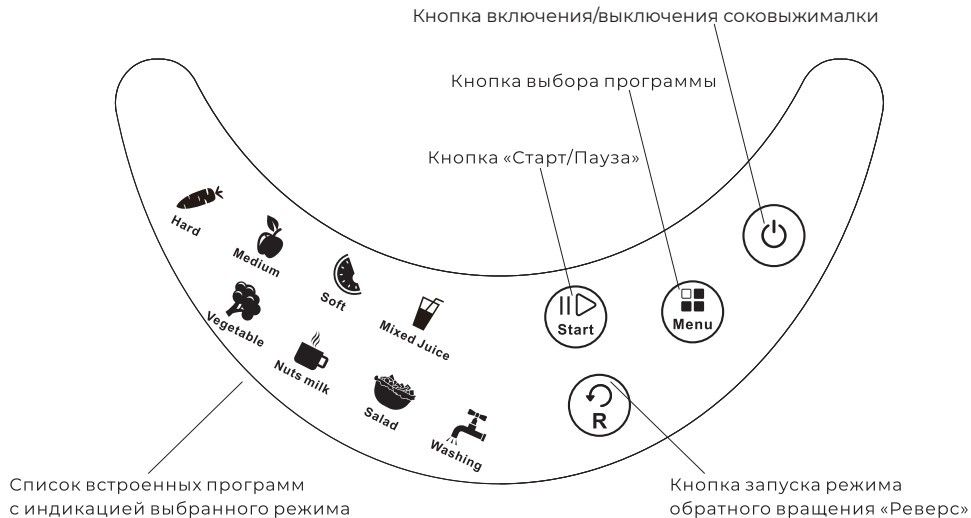 Кнопка включения/выключения соковыжималки
Кнопка выбора программы
Кнопка «Старт/Пауза»
Hard
Medium
Soft
Mixed Juice
Vegetable
Nuts milk
Salad
Washing
Start
Menu
R
Список встроенных программ
с индикацией выбранного режима
Кнопка запуска режима
обратного вращения «Реверс»